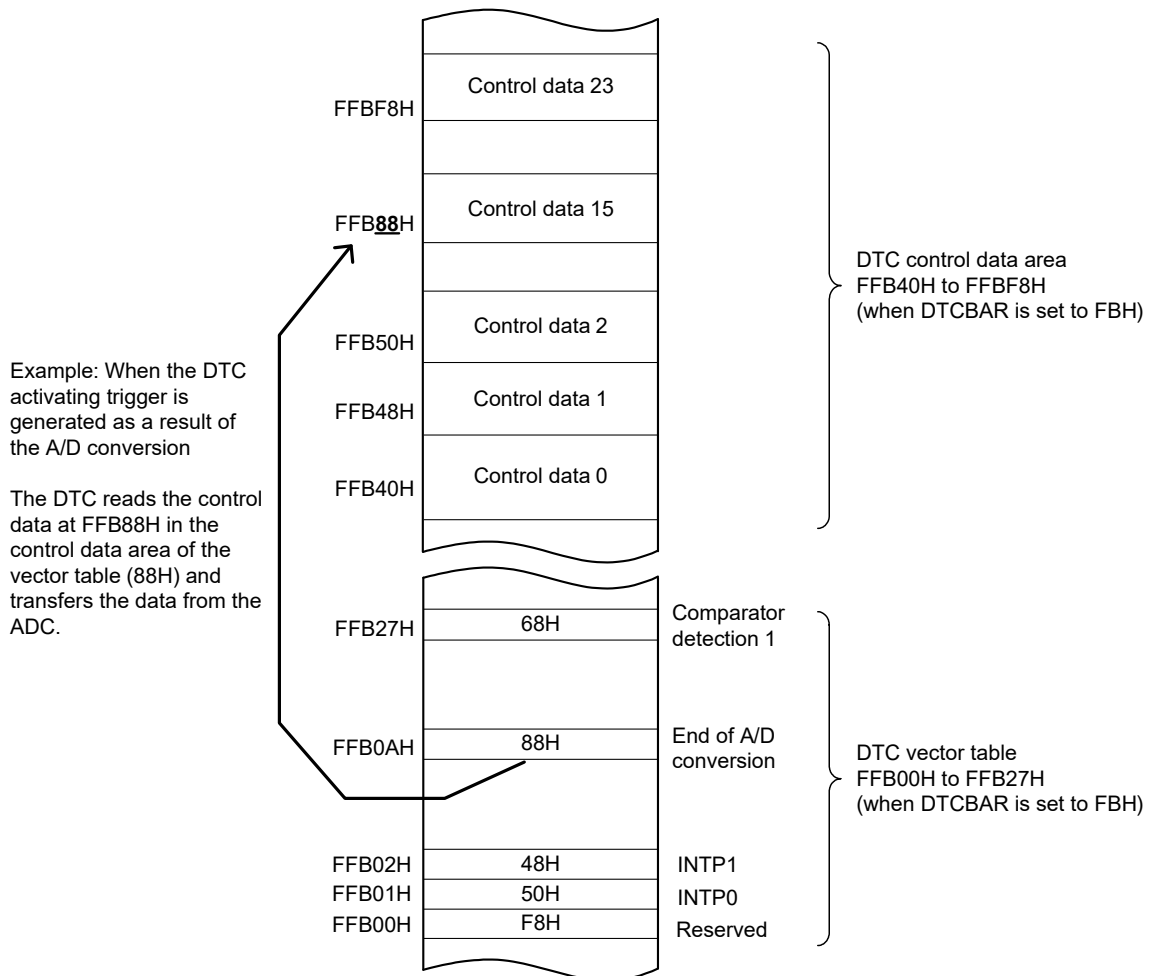 Control data 23
FFBF8H
Control data 15
FFB88H
DTC control data area
FFB40H to FFBF8H
(when DTCBAR is set to FBH)
Control data 2
FFB50H
Example: When the DTC
activating trigger is
generated as a result of
the A/D conversion
Control data 1
FFB48H
Control data 0
FFB40H
The DTC reads the control
data at FFB88H in the
control data area of the
vector table (88H) and
transfers the data from the
ADC.
FFB27H
68H
Comparator
detection 1
FFB0AH
88H
End of A/D
conversion
DTC vector table
FFB00H to FFB27H
(when DTCBAR is set to FBH)
FFB02H
48H
INTP1
FFB01H
50H
INTP0
FFB00H
F8H
Reserved